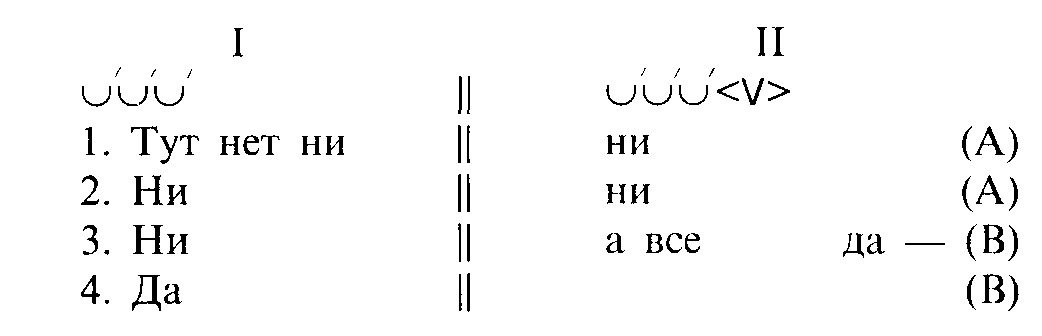 I II
∪́∪́∪́ || ∪́∪́∪́<∨>
1. Тут нет ни || ни (A)
2. Ни || ни (A)
3. Ни || а все да — (B)
4. Да || (B)